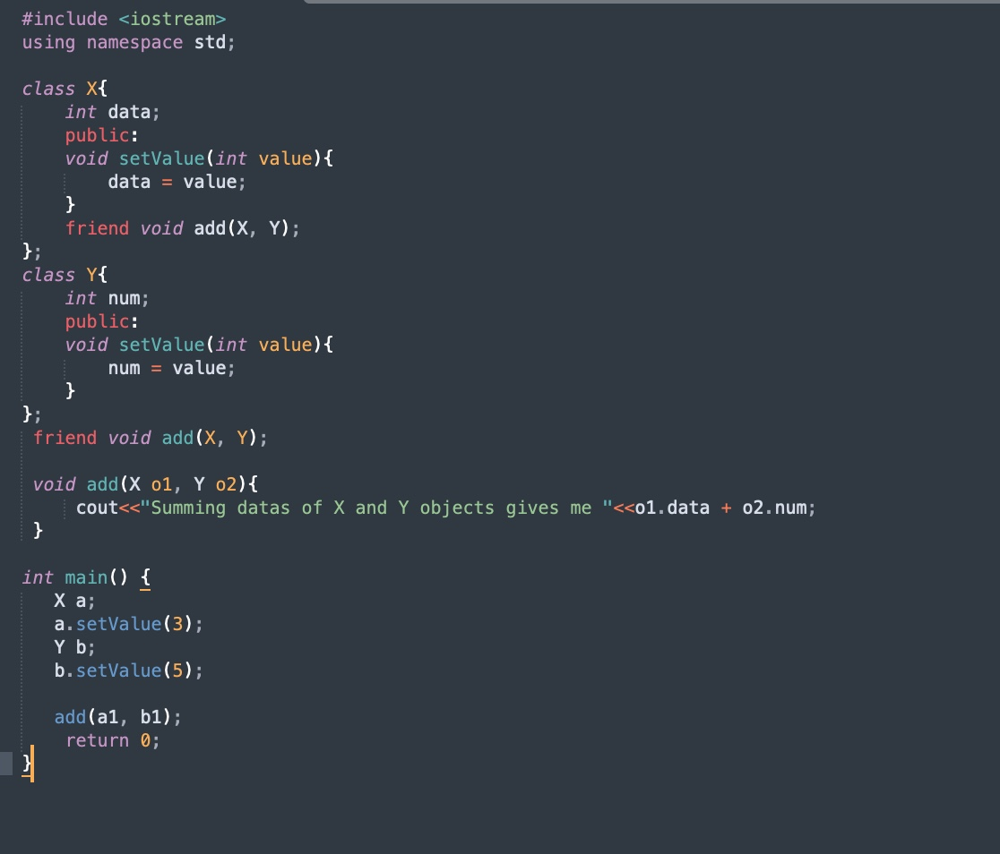 #include <iostream>
using namespace std;
class X{
    int data;
    public:
    void setValue(int value){
        data = value;
    }
    friend void add(X, Y);
};
class Y{
    int num;
    public:
    void setValue(int value){
        num = value;
    }
};
 friend void add(X, Y);
 void add(X o1, Y o2){
     cout<<"Summing datas of X and Y objects gives me "<<o1.data + o2.num;
 }
int main() {
   X a;
   a.setValue(3);
   Y b;
   b.setValue(5);
   add(a1, b1);
    return 0;
}